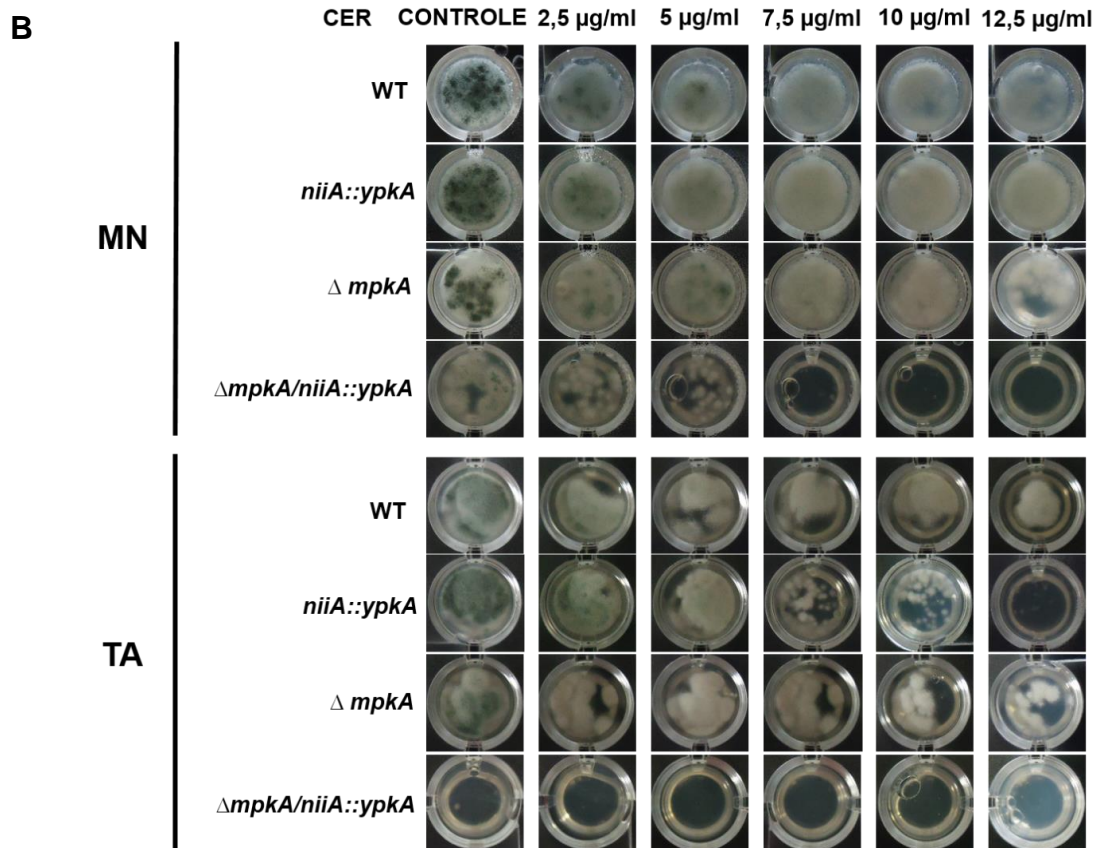 B
CER CONTROLE 2,5 µg/ml 5 µg/ml 7,5 µg/ml 10 µg/ml 12,5 µg/ml
MN
WT
niiA::ypkA
Δ mpkA
ΔmpkA/niiA::ypkA
TA
WT
niiA::ypkA
Δ mpkA
ΔmpkA/niiA::ypkA